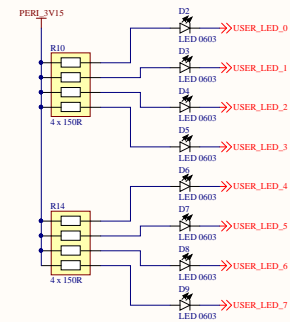 PERI_3V15
D2
USER_LED_0
LED 0603
R10
D3
USER_LED_1
LED 0603
D4
USER_LED_2
LED 0603
4 x 150R
D5
USER_LED_3
LED 0603
D6
USER_LED_4
LED 0603
R14
D7
USER_LED_5
LED 0603
D8
USER_LED_6
LED 0603
4 x 150R
D9
USER_LED_7
LED 0603